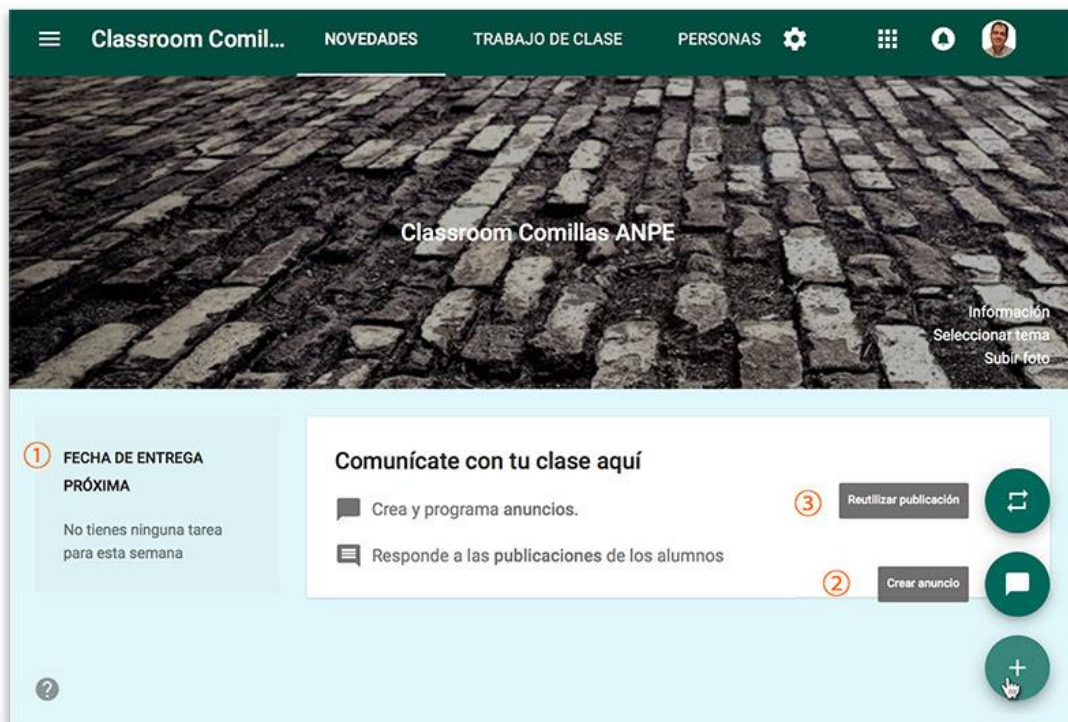 Classroom Comil... NOVEDADES TRABAJO DE CLASE PERSONAS
Classroom Comillas ANPE
Información
Seleccionar tema
Subir foto
① FECHA DE ENTREGA
PRÓXIMA
No tienes ninguna tarea
para esta semana
Comunícate con tu clase aquí
Crea y programa anuncios.
Responde a las publicaciones de los alumnos
③ Reutilizar publicación
② Crear anuncio